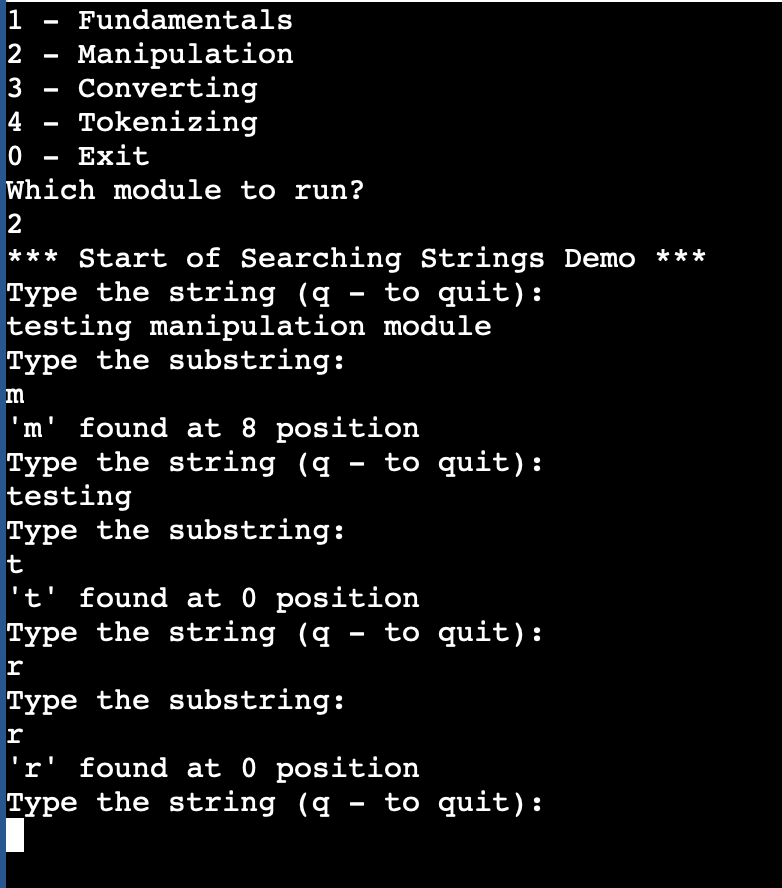 1 - Fundamentals
2 - Manipulation
3 - Converting
4 - Tokenizing
0 - Exit
Which module to run?
2
*** Start of Searching Strings Demo ***
Type the string (q - to quit):
testing manipulation module
Type the substring:
m
'm' found at 8 position
Type the string (q - to quit):
testing
Type the substring:
t
't' found at 0 position
Type the string (q - to quit):
r
Type the substring:
r
'r' found at 0 position
Type the string (q - to quit):